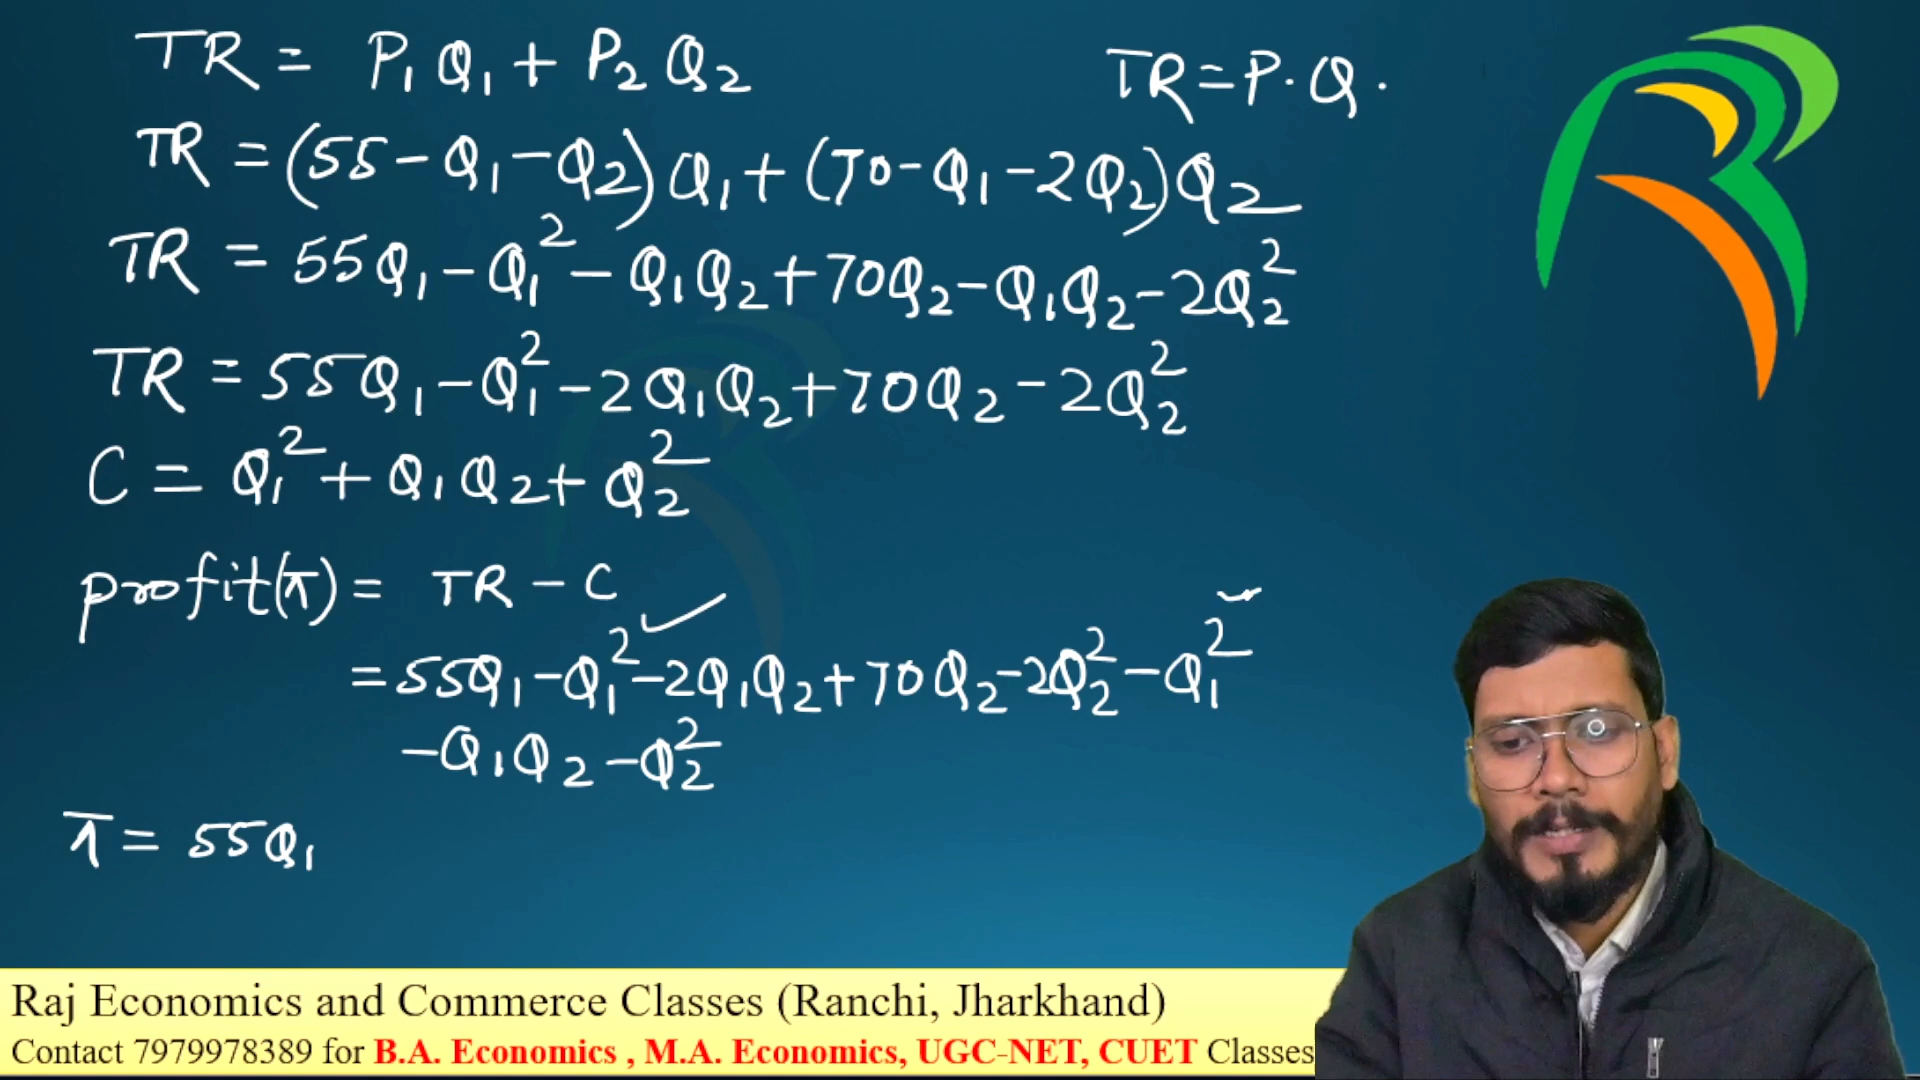 TR = P₁Q₁ + P₂Q₂
TR = P·Q·
TR = (55 - Q₁ - Q₂)Q₁ + (70 - Q₁ - 2Q₂)Q₂
TR = 55Q₁ - Q₁² - Q₁Q₂ + 70Q₂ - Q₁Q₂ - 2Q₂²
TR = 55Q₁ - Q₁² - 2Q₁Q₂ + 70Q₂ - 2Q₂²
C = Q₁² + Q₁Q₂ + Q₂²
profit(π) = TR - C
= 55Q₁ - Q₁² - 2Q₁Q₂ + 70Q₂ - 2Q₂² - Q₁²
- Q₁Q₂ - Q₂²
π = 55Q₁
Raj Economics and Commerce Classes (Ranchi, Jharkhand)
Contact 7979978389 for B.A. Economics , M.A. Economics, UGC-NET, CUET Classes